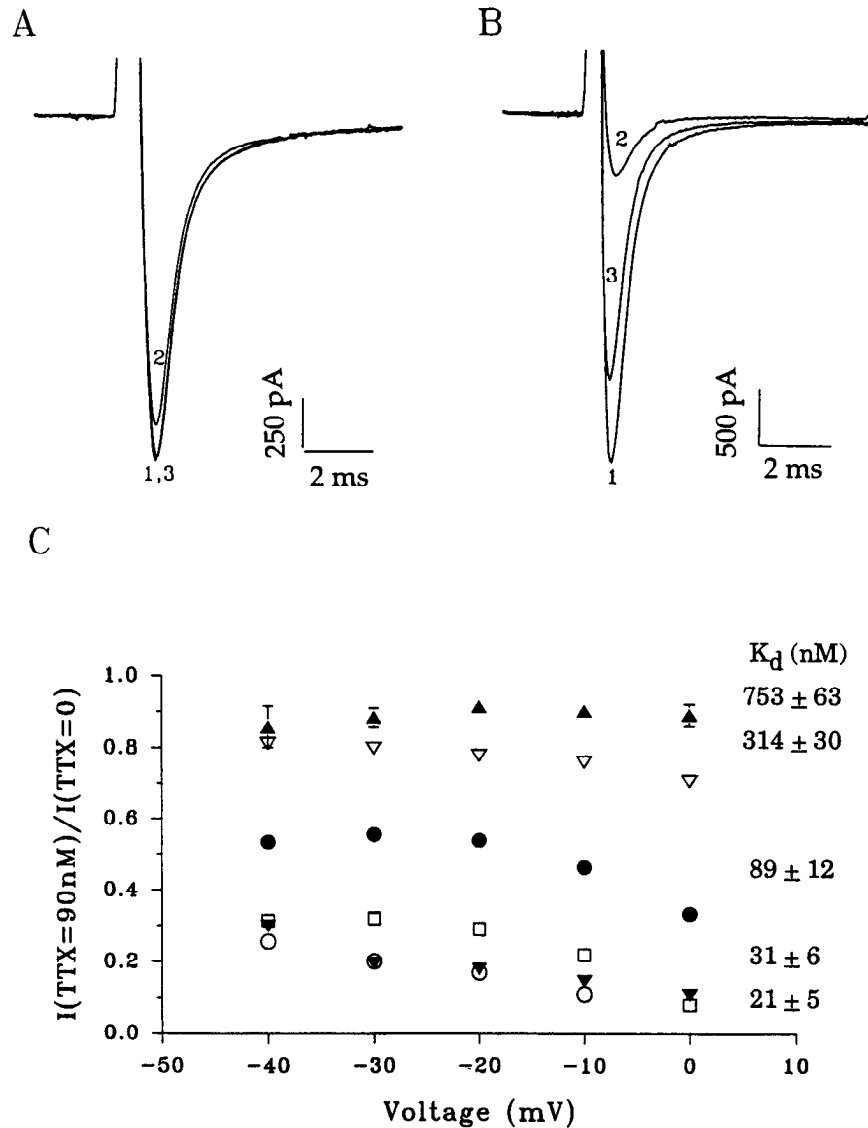 A
B
2
1,3
250 pA
2 ms
2
3
1
500 pA
2 ms
C
I(TTX=90nM)/I(TTX=0)
1.0
0.8
0.6
0.4
0.2
0.0
Kd (nM)
753 ± 63
314 ± 30
89 ± 12
31 ± 6
21 ± 5
-50 -40 -30 -20 -10 0 10
Voltage (mV)